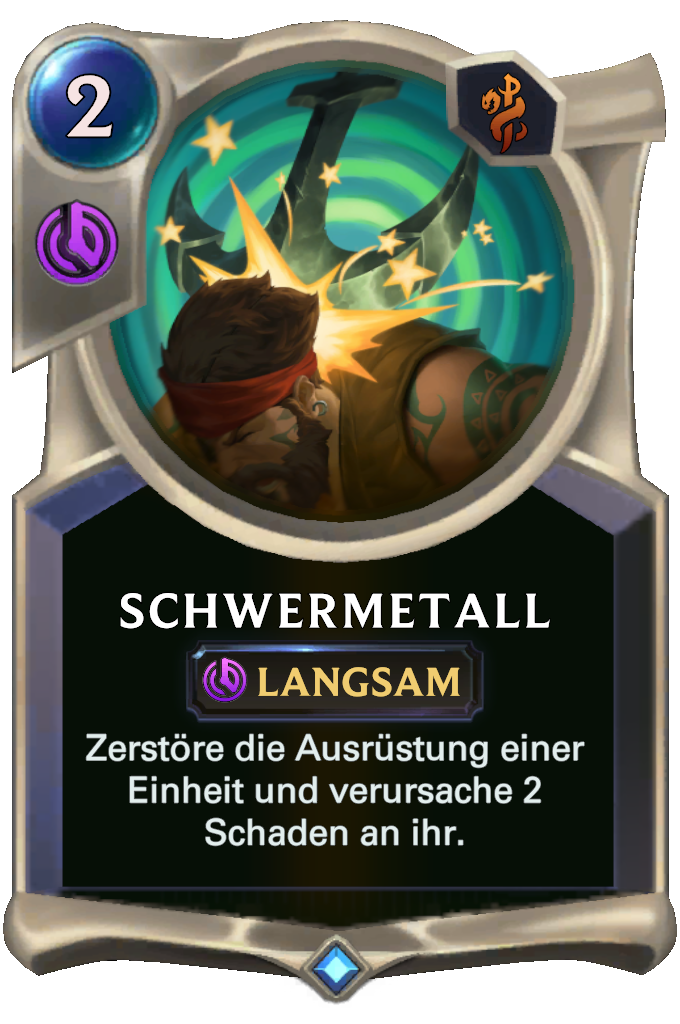 2
SCHWERMETALL
LANGSAM
Zerstöre die Ausrüstung einer
Einheit und verursache 2
Schaden an ihr.